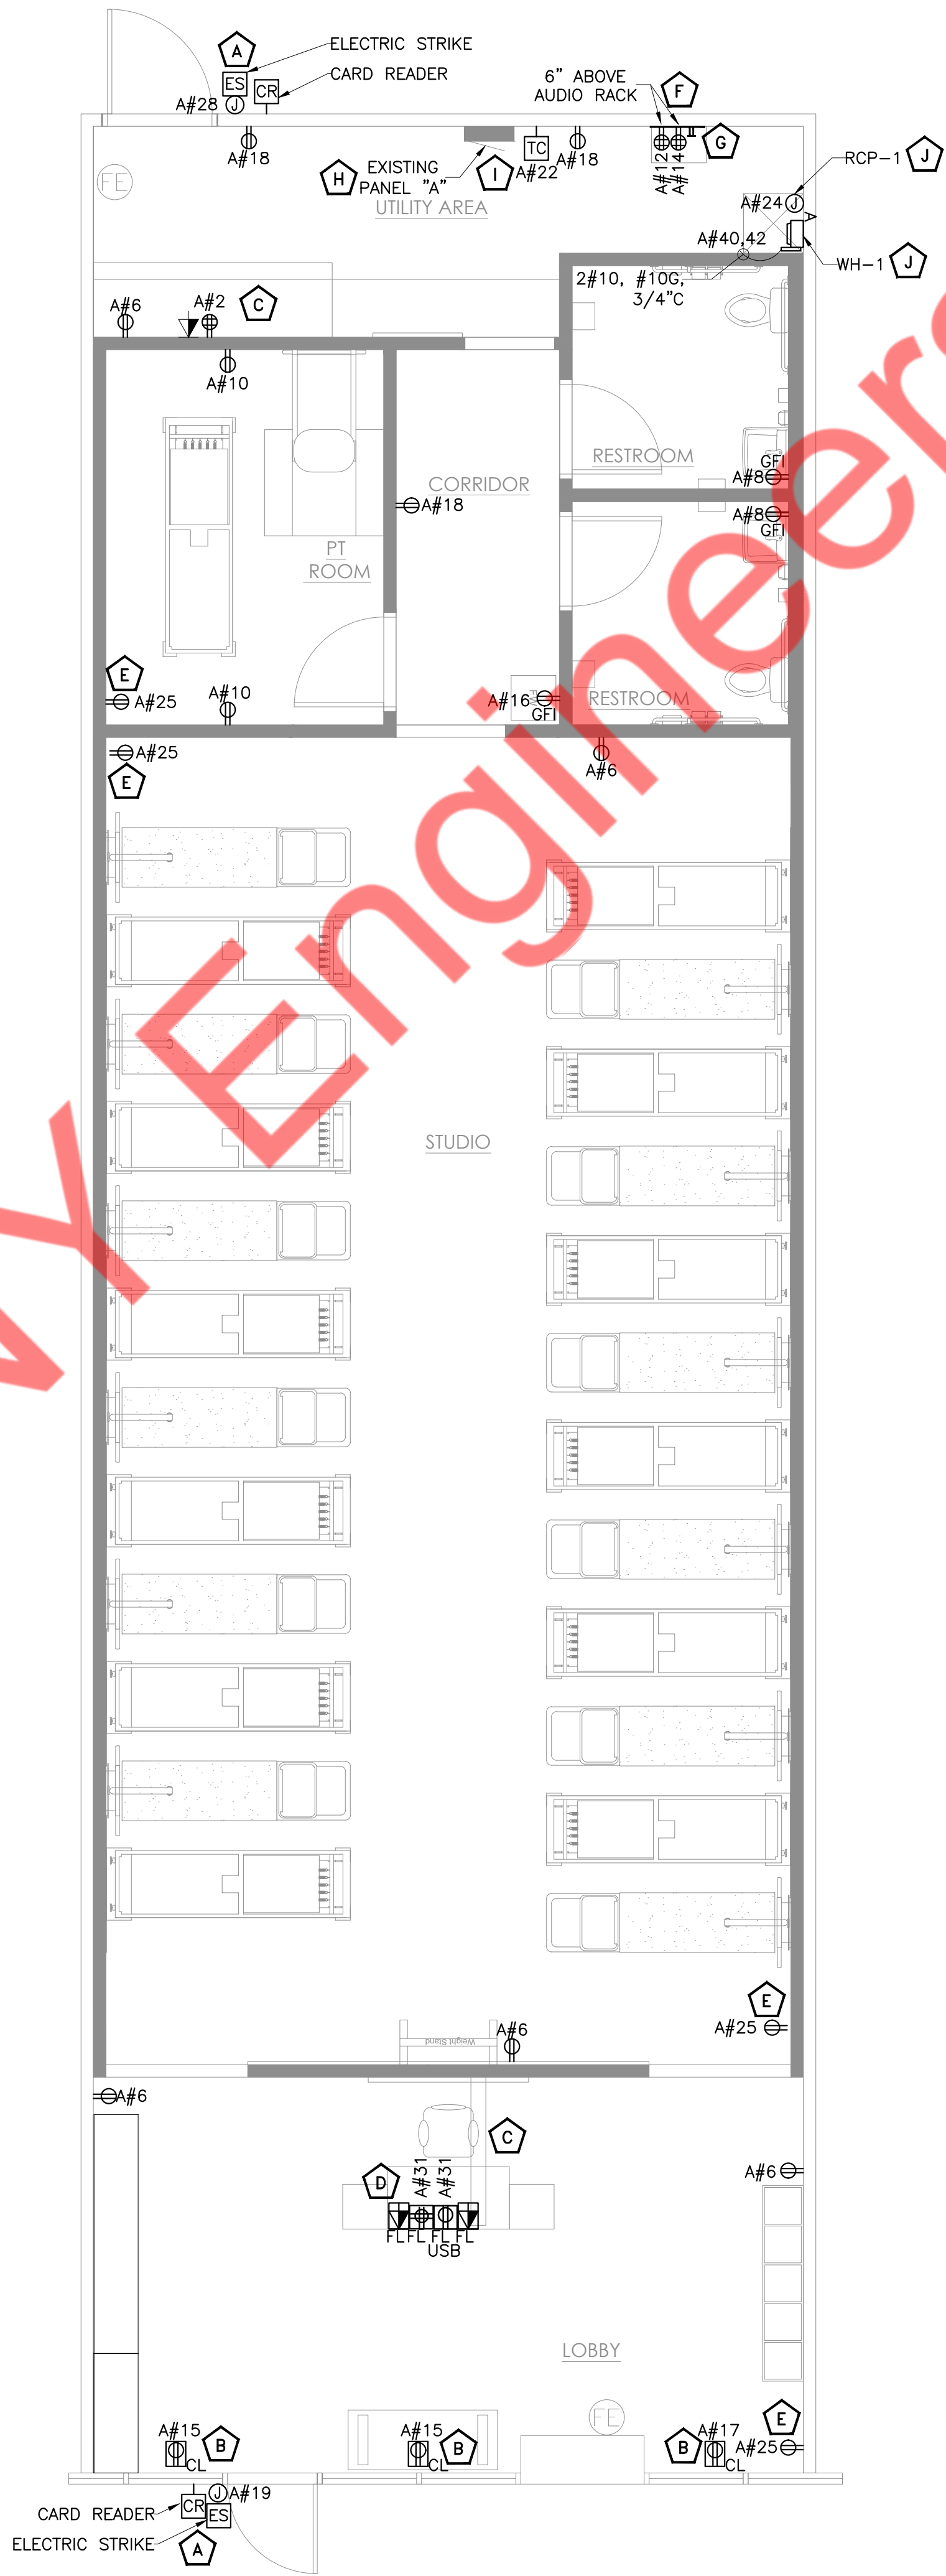 A
ELECTRIC STRIKE
ES
CR
CARD READER
A#28
J
6" ABOVE
AUDIO RACK
F
A#18
H
EXISTING
PANEL "A"
I
TC
A#22
A#18
A#12
A#14
G
RCP-1
J
FE
UTILITY AREA
A#24
J
A
A#40,42
WH-1
J
2#10, #10G,
3/4"C
A#6
A#2
C
A#10
RESTROOM
GFI
A#8
CORRIDOR
A#18
A#8
GFI
PT
ROOM
E
A#25
A#10
A#16
GFI
RESTROOM
A#25
E
A#6
NY Engineers
STUDIO
E
A#25
Weight Stand
A#6
A#6
C
D
A#31
A#31
A#6
FL
FL
FL
FL
USB
LOBBY
FE
A#15
B
CL
A#15
B
CL
B
A#17
CL
E
A#25
J
A#19
CARD READER
CR
ES
ELECTRIC STRIKE
A